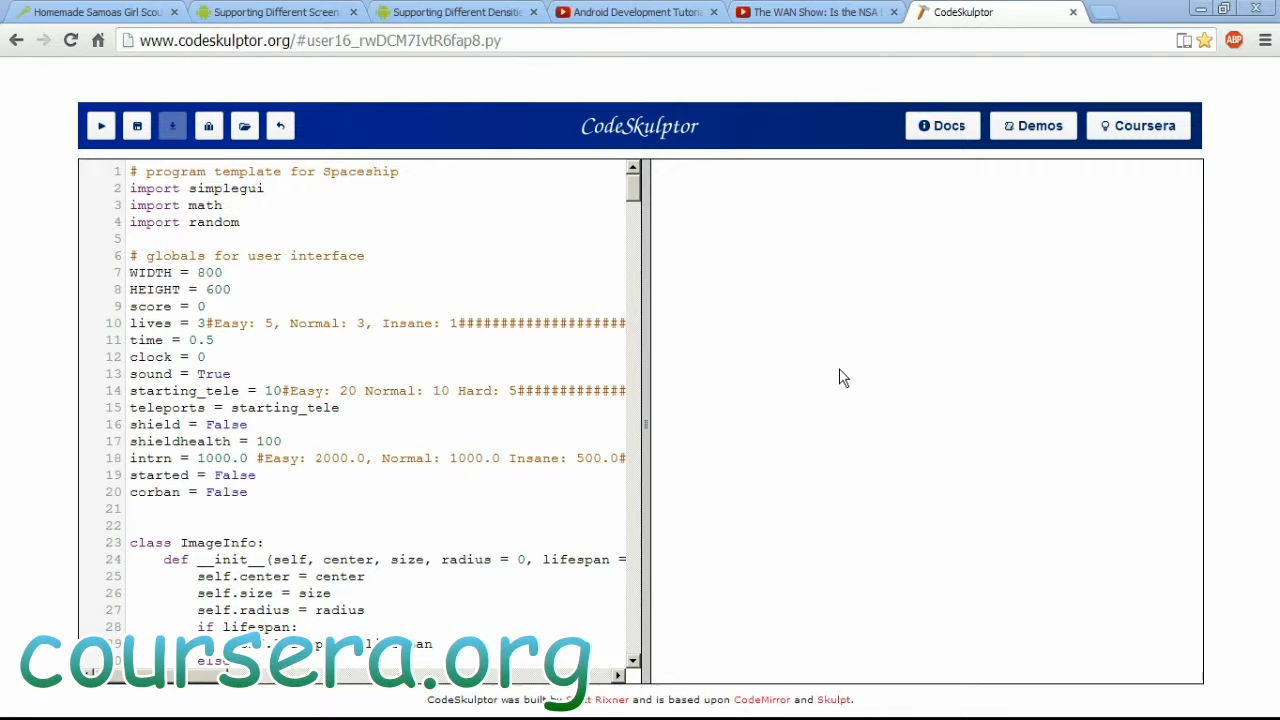 Homemade Samoas Girl Scou
Supporting Different Screen
Supporting Different Densitie
Android Development Tutoria
The WAN Show: Is the NSA
CodeSkulptor
www.codeskulptor.org/#user16_rwDCM7IvtR6fap8.py
ABP
CodeSkulptor
Docs
Demos
Coursera
1 # program template for Spaceship
2 import simplegui
3 import math
4 import random
5
6 # globals for user interface
7 WIDTH = 800
8 HEIGHT = 600
9 score = 0
10 lives = 3#Easy: 5, Normal: 3, Insane: 1####################
11 time = 0.5
12 clock = 0
13 sound = True
14 starting_tele = 10#Easy: 20 Normal: 10 Hard: 5#############
15 teleports = starting_tele
16 shield = False
17 shieldhealth = 100
18 intrn = 1000.0 #Easy: 2000.0, Normal: 1000.0 Insane: 500.0#
19 started = False
20 corban = False
21
22
23 class ImageInfo:
24 def __init__(self, center, size, radius = 0, lifespan =
25 self.center = center
26 self.size = size
27 self.radius = radius
28 if lifespan:
coursera.org
CodeSkulptor was built by Scott Rixner and is based upon CodeMirror and Skulpt.